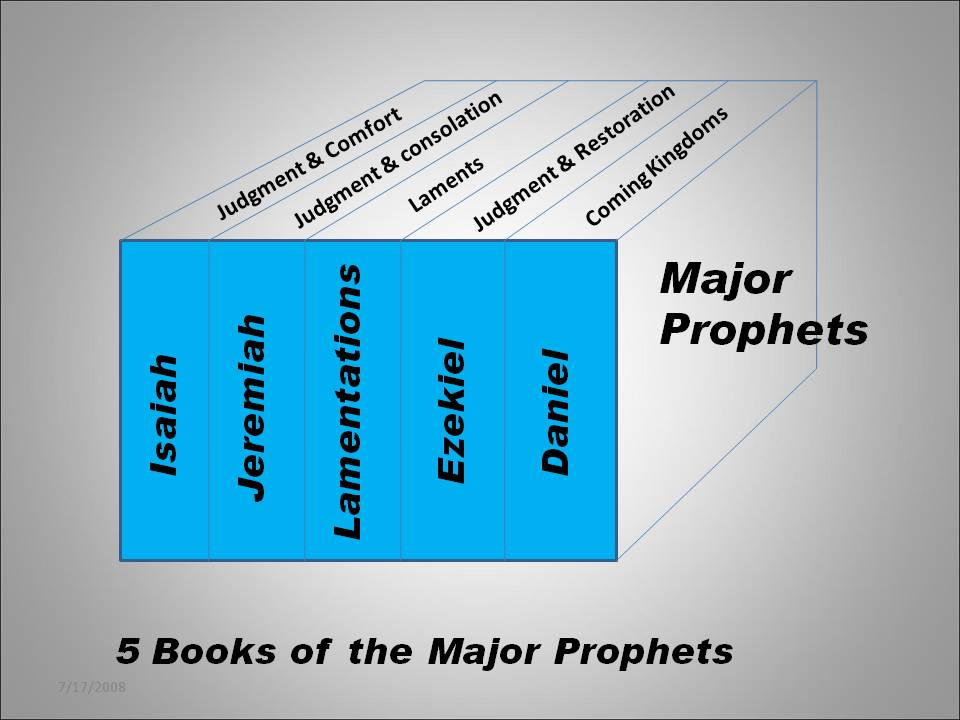 Judgment & Comfort
Judgment & consolation
Laments
Judgment & Restoration
Coming Kingdoms
Isaiah
Jeremiah
Lamentations
Ezekiel
Daniel
Major
Prophets
5 Books of the Major Prophets
7/17/2008